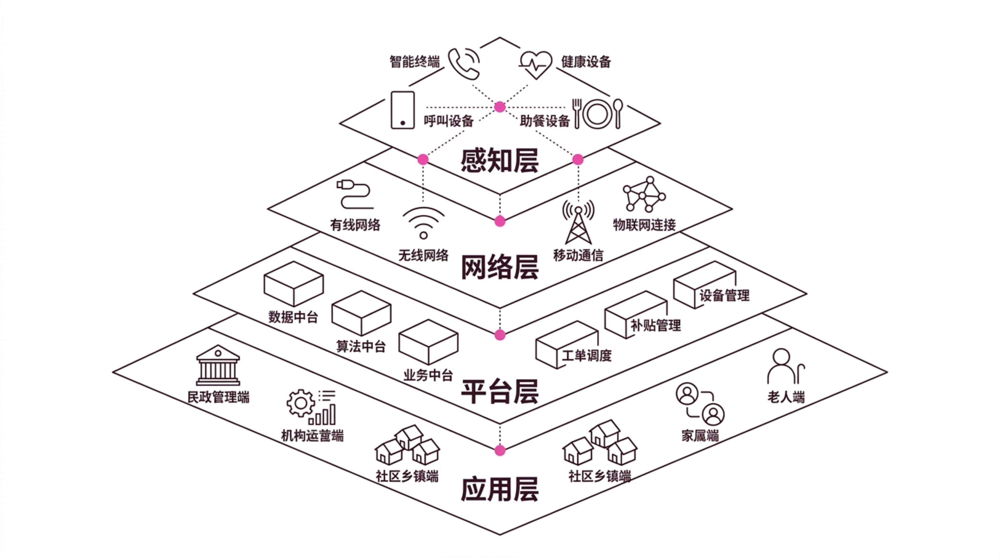 智能终端
健康设备
呼叫设备
助餐设备
感知层
有线网络
物联网连接
无线网络
移动通信
网络层
设备管理
数据中台
补贴管理
算法中台
工单调度
业务中台
平台层
民政管理端
老人端
机构运营端
家属端
社区乡镇端
社区乡镇端
应用层